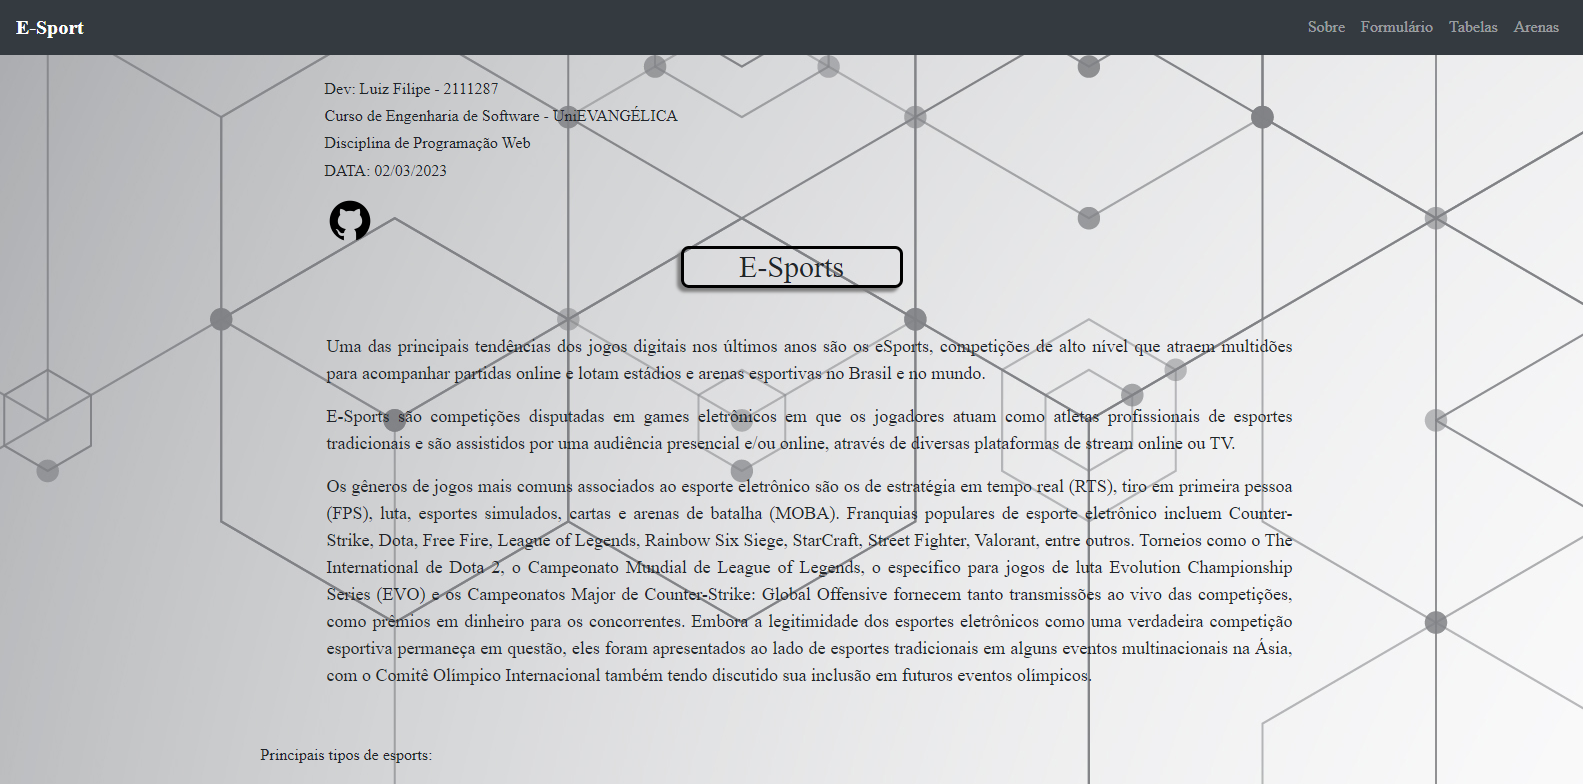 E-Sport
Sobre Formulário Tabelas Arenas
Dev: Luiz Filipe - 2111287
Curso de Engenharia de Software - UniEVANGÉLICA
Disciplina de Programação Web
DATA: 02/03/2023
E-Sports
Uma das principais tendências dos jogos digitais nos últimos anos são os eSports, competições de alto nível que atraem multidões
para acompanhar partidas online e lotam estádios e arenas esportivas no Brasil e no mundo.
E-Sports são competições disputadas em games eletrônicos em que os jogadores atuam como atletas profissionais de esportes
tradicionais e são assistidos por uma audiência presencial e/ou online, através de diversas plataformas de stream online ou TV.
Os gêneros de jogos mais comuns associados ao esporte eletrônico são os de estratégia em tempo real (RTS), tiro em primeira pessoa
(FPS), luta, esportes simulados, cartas e arenas de batalha (MOBA). Franquias populares de esporte eletrônico incluem Counter-
Strike, Dota, Free Fire, League of Legends, Rainbow Six Siege, StarCraft, Street Fighter, Valorant, entre outros. Torneios como o The
International de Dota 2, o Campeonato Mundial de League of Legends, o específico para jogos de luta Evolution Championship
Series (EVO) e os Campeonatos Major de Counter-Strike: Global Offensive fornecem tanto transmissões ao vivo das competições,
como prêmios em dinheiro para os concorrentes. Embora a legitimidade dos esportes eletrônicos como uma verdadeira competição
esportiva permaneça em questão, eles foram apresentados ao lado de esportes tradicionais em alguns eventos multinacionais na Ásia,
com o Comitê Olímpico Internacional também tendo discutido sua inclusão em futuros eventos olímpicos.
Principais tipos de esports: